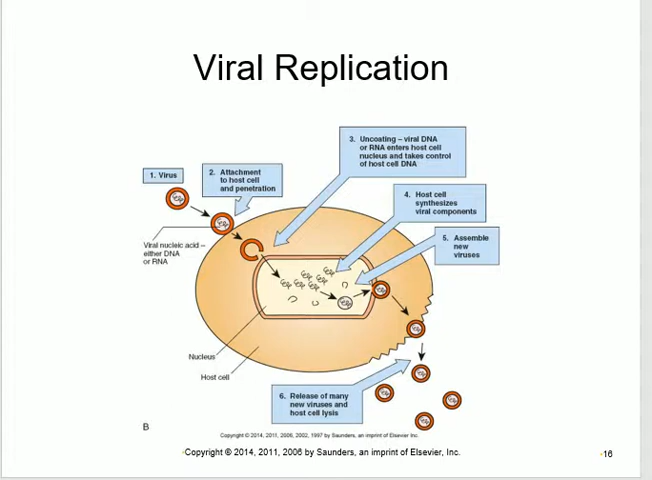 Viral Replication
1. Virus
2. Attachment
to host cell
and penetration
3. Uncoating – viral DNA
or RNA enters host cell
nucleus and takes control
of host cell DNA
4. Host cell
synthesizes
viral components
5. Assemble
new
viruses
Viral nucleic acid –
either DNA
or RNA
Nucleus
Host cell
6. Release of many
new viruses and
host cell lysis
B
Copyright © 2014, 2011, 2006, 2002, 1997 by Saunders, an imprint of Elsevier Inc.
Copyright © 2014, 2011, 2006 by Saunders, an imprint of Elsevier, Inc.
16